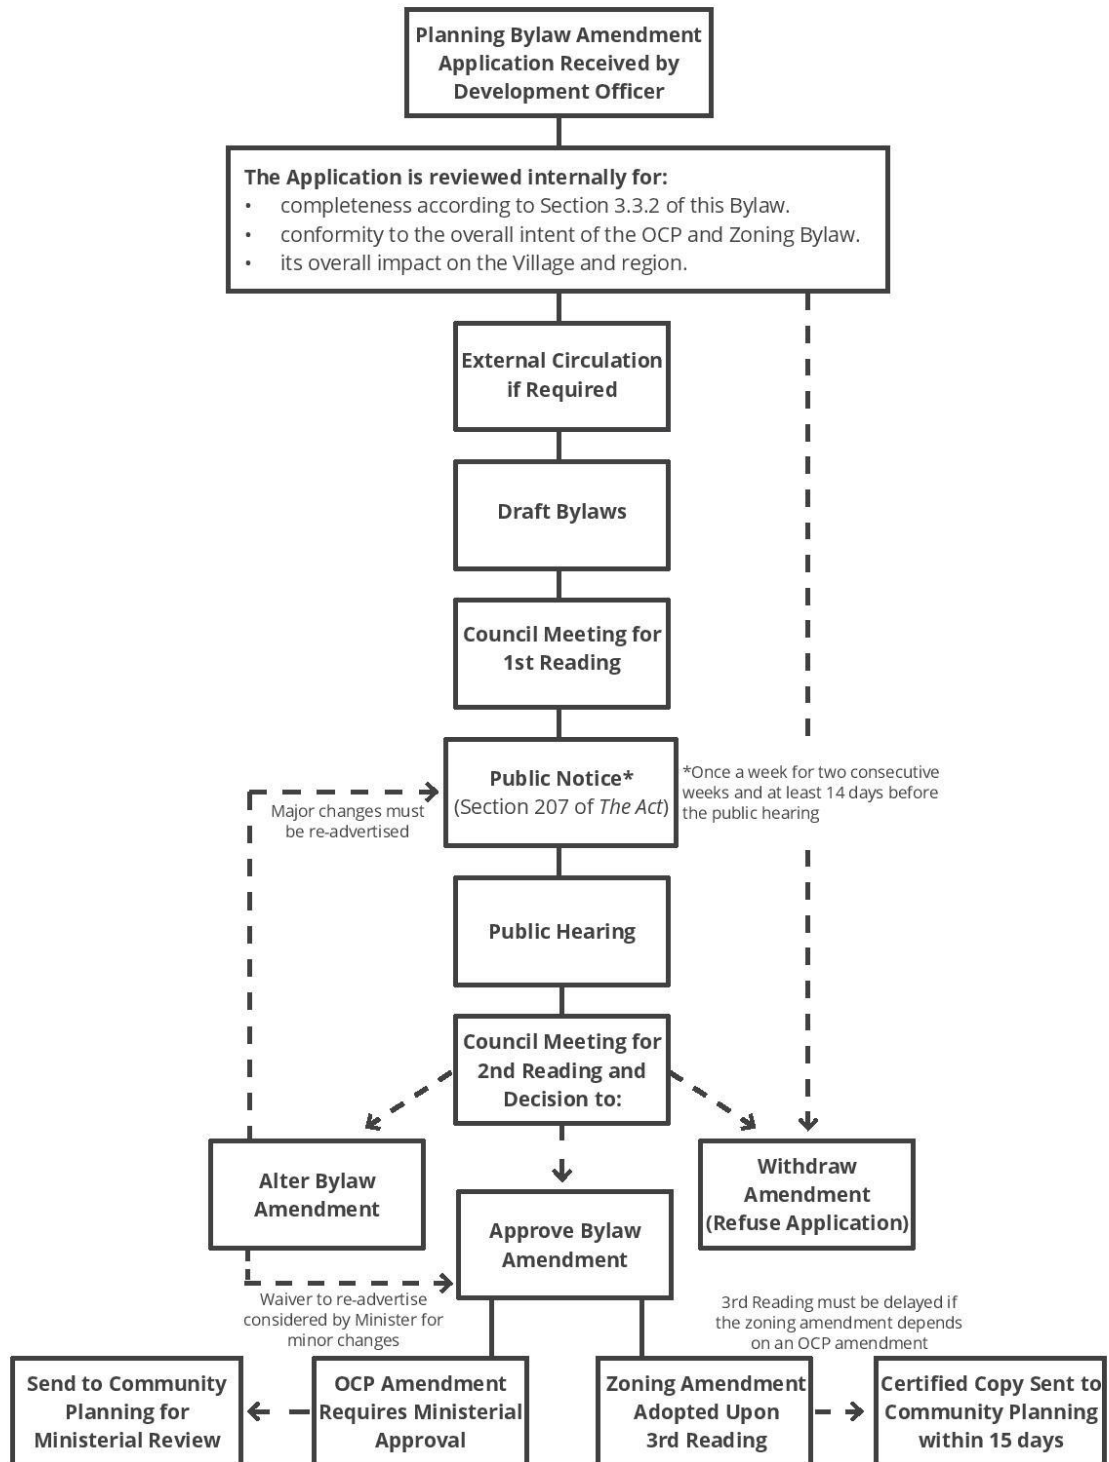 Planning Bylaw Amendment
Application Received by
Development Officer
The Application is reviewed internally for:
• completeness according to Section 3.3.2 of this Bylaw.
• conformity to the overall intent of the OCP and Zoning Bylaw.
• its overall impact on the Village and region.
External Circulation
if Required
Draft Bylaws
Council Meeting for
1st Reading
Public Notice*
(Section 207 of The Act)
*Once a week for two consecutive
weeks and at least 14 days before
the public hearing
Major changes must
be re-advertised
Public Hearing
Council Meeting for
2nd Reading and
Decision to:
Alter Bylaw
Amendment
Approve Bylaw
Amendment
Withdraw
Amendment
(Refuse Application)
Waiver to re-advertise
considered by Minister for
minor changes
3rd Reading must be delayed if
the zoning amendment depends
on an OCP amendment
Send to Community
Planning for
Ministerial Review
OCP Amendment
Requires Ministerial
Approval
Zoning Amendment
Adopted Upon
3rd Reading
Certified Copy Sent to
Community Planning
within 15 days